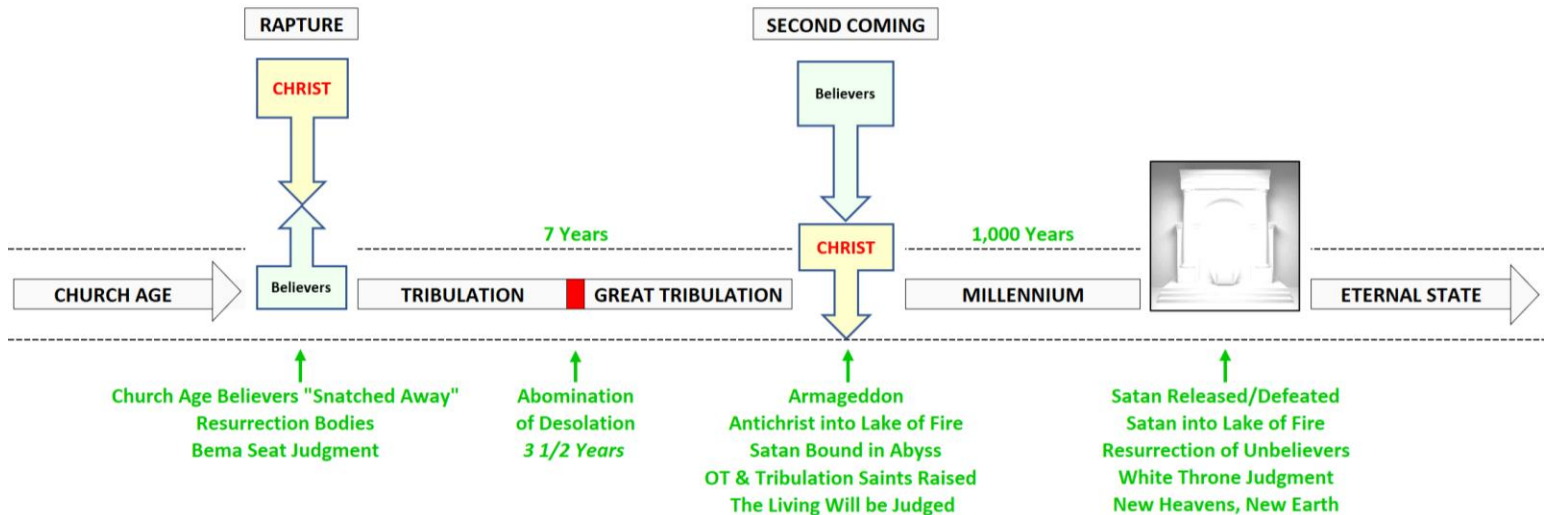 RAPTURE
SECOND COMING
CHRIST
Believers
7 Years
CHRIST
1,000 Years
CHURCH AGE
Believers
TRIBULATION
GREAT TRIBULATION
MILLENNIUM
ETERNAL STATE
Church Age Believers "Snatched Away"
Resurrection Bodies
Bema Seat Judgment
Abomination
of Desolation
3 1/2 Years
Armageddon
Antichrist into Lake of Fire
Satan Bound in Abyss
OT & Tribulation Saints Raised
The Living Will be Judged
Satan Released/Defeated
Satan into Lake of Fire
Resurrection of Unbelievers
White Throne Judgment
New Heavens, New Earth